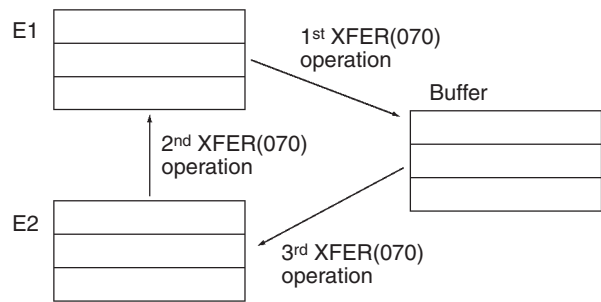 E1
1st XFER(070)
operation
Buffer
2nd XFER(070)
operation
E2
3rd XFER(070)
operation